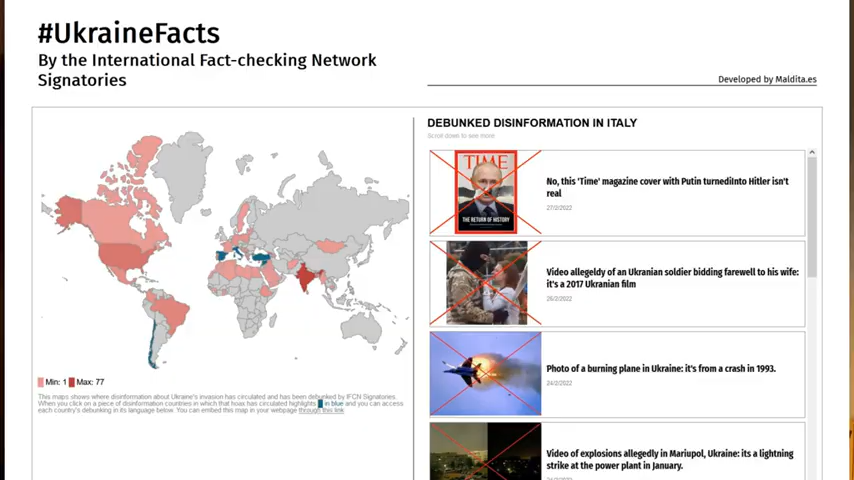 #UkraineFacts
By the International Fact-checking Network
Signatories
Developed by Maldita.es
Min: 1 Max: 77
This maps shows where disinformation about Ukraine's invasion has circulated and has been debunked by IFCN Signatories.
When you click on a piece of disinformation countries in which that hoax has circulated highlights in blue and you can access
each country's debunking in its language below. You can embed this map in your webpage through this link
DEBUNKED DISINFORMATION IN ITALY
Scroll down to see more
TIME
THE RETURN OF HISTORY
No, this 'Time' magazine cover with Putin turnediInto Hitler isn't
real
27/2/2022
Video allegeldy of an Ukranian soldier bidding farewell to his wife:
it's a 2017 Ukranian film
26/2/2022
Photo of a burning plane in Ukraine: it's from a crash in 1993.
24/2/2022
Video of explosions allegedly in Mariupol, Ukraine: its a lightning
strike at the power plant in January.